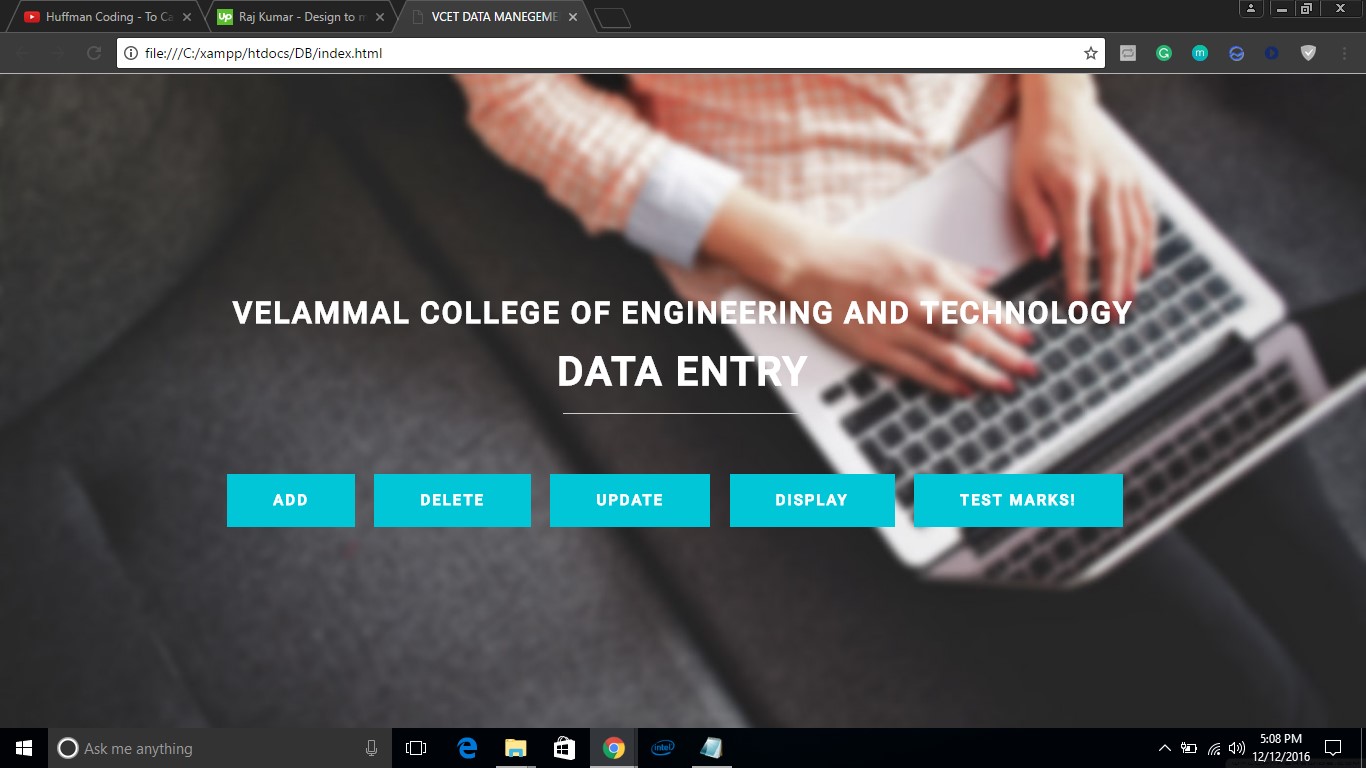 Huffman Coding - To Ca
Up Raj Kumar - Design to m
VCET DATA MANEGEME
file:///C:/xampp/htdocs/DB/index.html
VELAMMAL COLLEGE OF ENGINEERING AND TECHNOLOGY
DATA ENTRY
ADD DELETE UPDATE DISPLAY TEST MARKS!
Ask me anything
intel
5:08 PM
12/12/2016